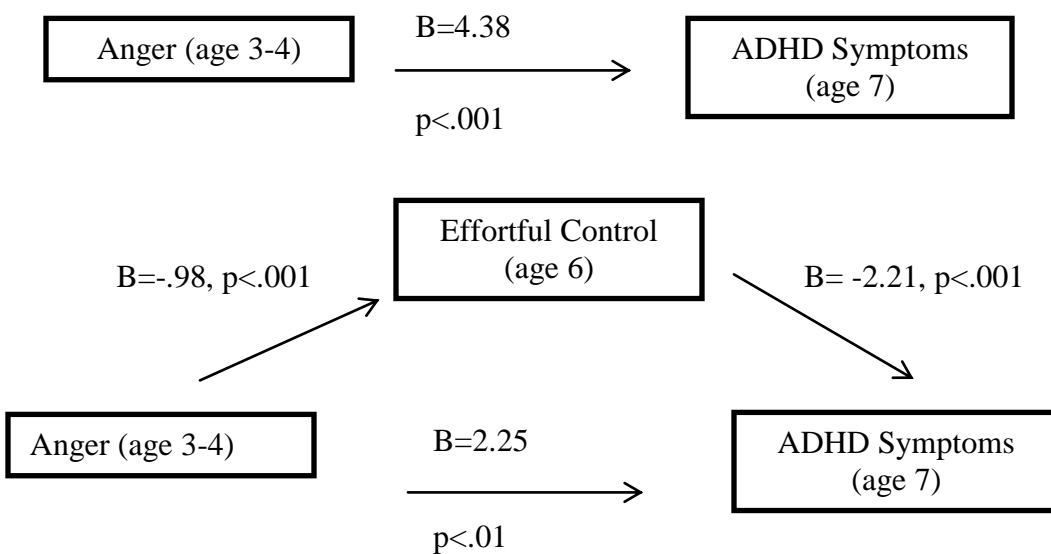 Anger (age 3-4)
B=4.38
p<.001
ADHD Symptoms
(age 7)
Effortful Control
(age 6)
B=-.98, p<.001
B= -2.21, p<.001
Anger (age 3-4)
B=2.25
p<.01
ADHD Symptoms
(age 7)